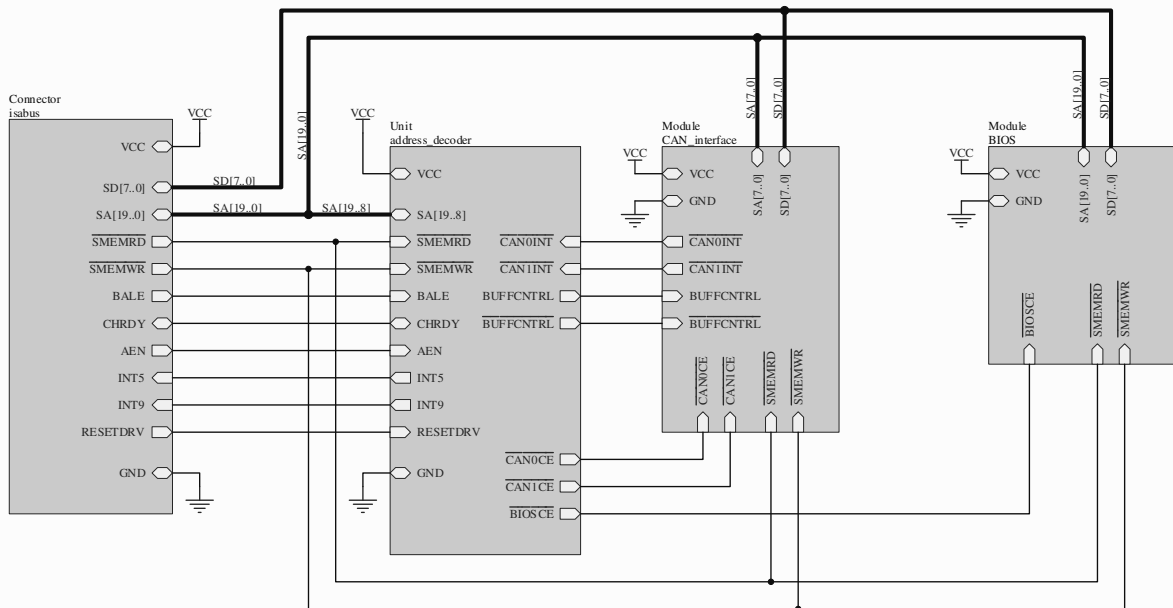 Connector
isabus
VCC
VCC
SD[7..0]
SA[19..0]
SMEMRD
SMEMWR
BALE
CHRDY
AEN
INT5
INT9
RESETDRV
GND
SD[7..0]
SA[19..0]
SA[19..8]
SA[19..0]
VCC
Unit
address_decoder
VCC
SA[19..8]
SMEMRD
SMEMWR
BALE
CHRDY
AEN
INT5
INT9
RESETDRV
GND
CAN0INT
CAN1INT
BUFFCNTRL
BUFFCNTRL
CAN0CE
CAN1CE
BIOSCE
Module
CAN_interface
VCC
VCC
GND
SA[7..0]
SD[7..0]
SA[7..0]
SD[7..0]
CAN0INT
CAN1INT
BUFFCNTRL
BUFFCNTRL
CAN0CE
CAN1CE
SMEMRD
SMEMWR
Module
BIOS
VCC
VCC
GND
SA[19..0]
SD[7..0]
SA[19..0]
SD[7..0]
BIOSCE
SMEMRD
SMEMWR